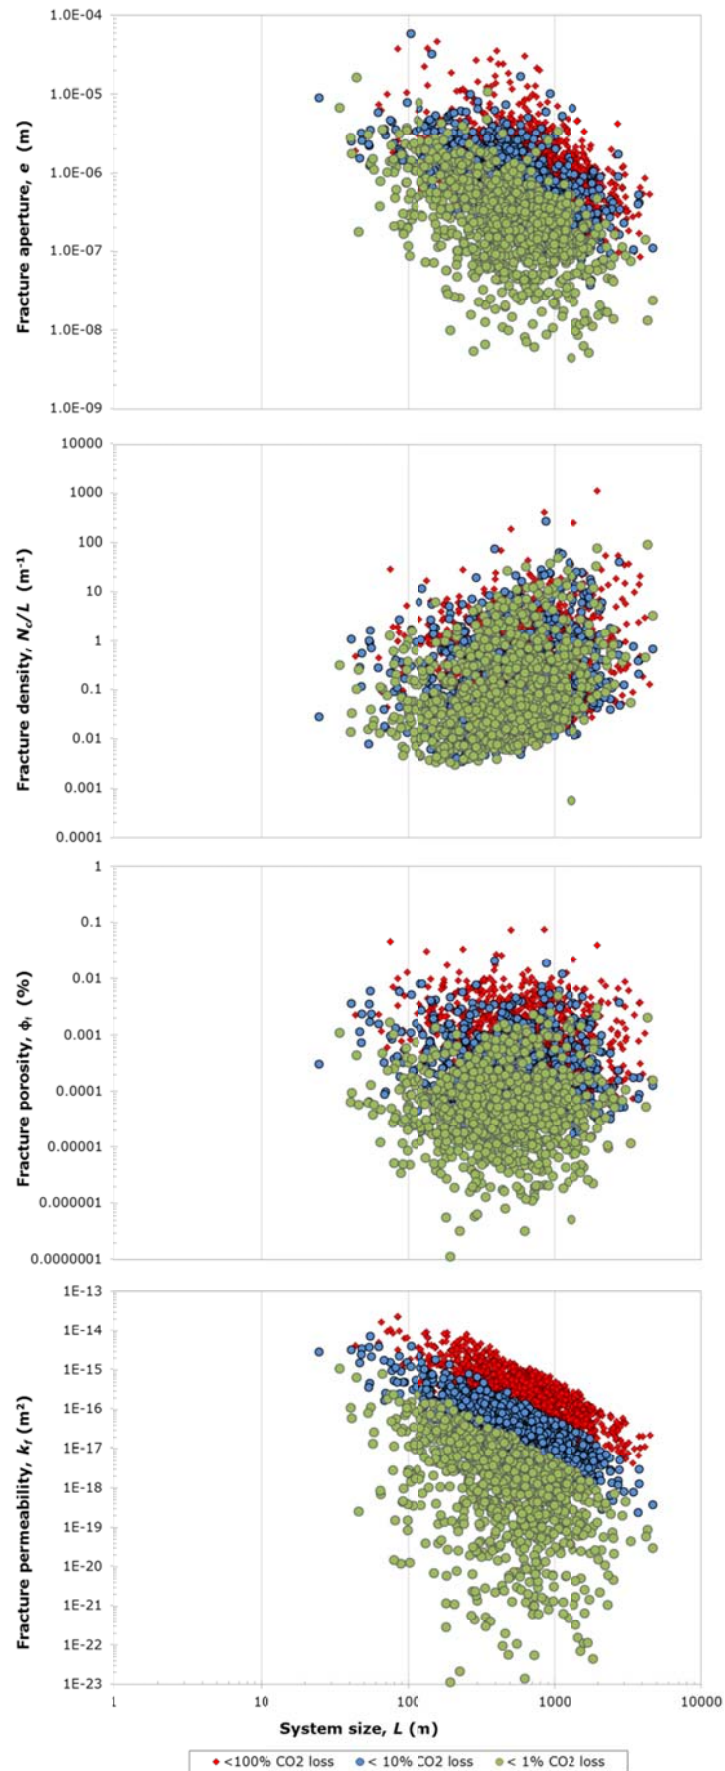 1.0E-04
1.0E-05
1.0E-06
1.0E-07
1.0E-08
1.0E-09
Fracture aperture, e (m)
10000
1000
100
10
1
0.1
0.01
0.001
0.0001
Fracture density, Nc/L (m⁻¹)
1
0.1
0.01
0.001
0.0001
0.00001
0.000001
0.0000001
Fracture porosity, ϕf (%)
1E-13
1E-14
1E-15
1E-16
1E-17
1E-18
1E-19
1E-20
1E-21
1E-22
1E-23
Fracture permeability, kf (m²)
1 10 100 1000 10000
System size, L (m)
<100% CO2 loss < 10% CO2 loss < 1% CO2 loss